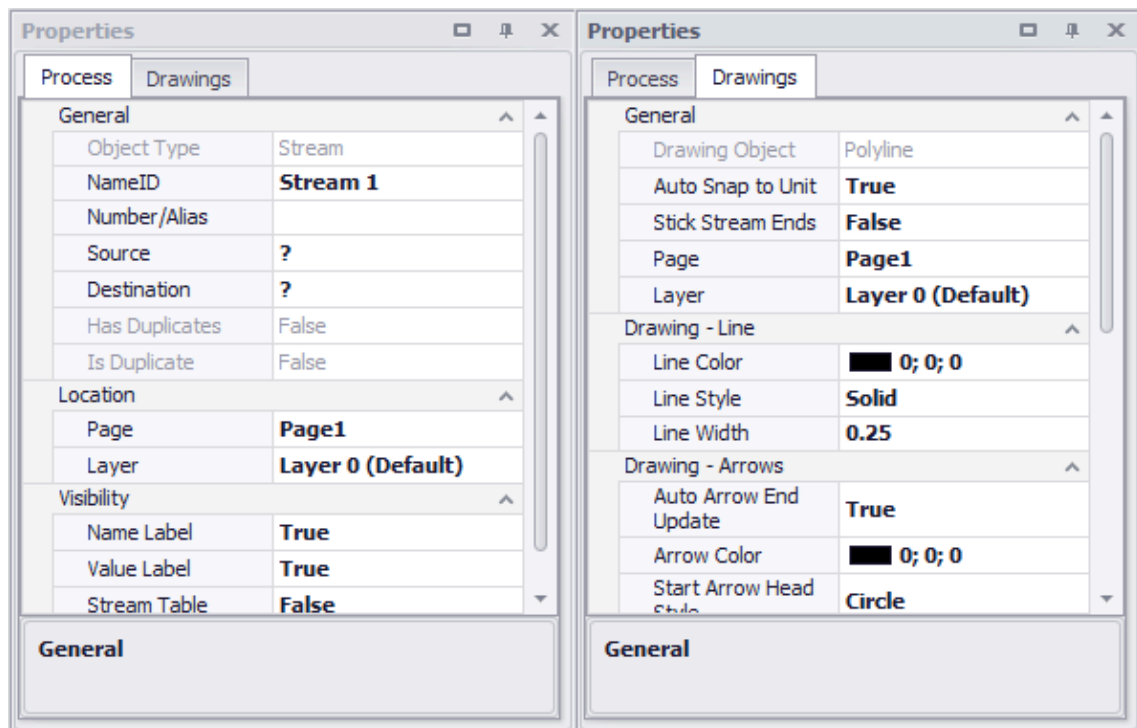 Properties
Process Drawings
General
Object Type Stream
NameID Stream 1
Number/Alias
Source ?
Destination ?
Has Duplicates False
Is Duplicate False
Location
Page Page1
Layer Layer 0 (Default)
Visibility
Name Label True
Value Label True
Stream Table False
General
Properties
Process Drawings
General
Drawing Object Polyline
Auto Snap to Unit True
Stick Stream Ends False
Page Page1
Layer Layer 0 (Default)
Drawing - Line
Line Color 0; 0; 0
Line Style Solid
Line Width 0.25
Drawing - Arrows
Auto Arrow End
Update True
Arrow Color 0; 0; 0
Start Arrow Head
Style Circle
General